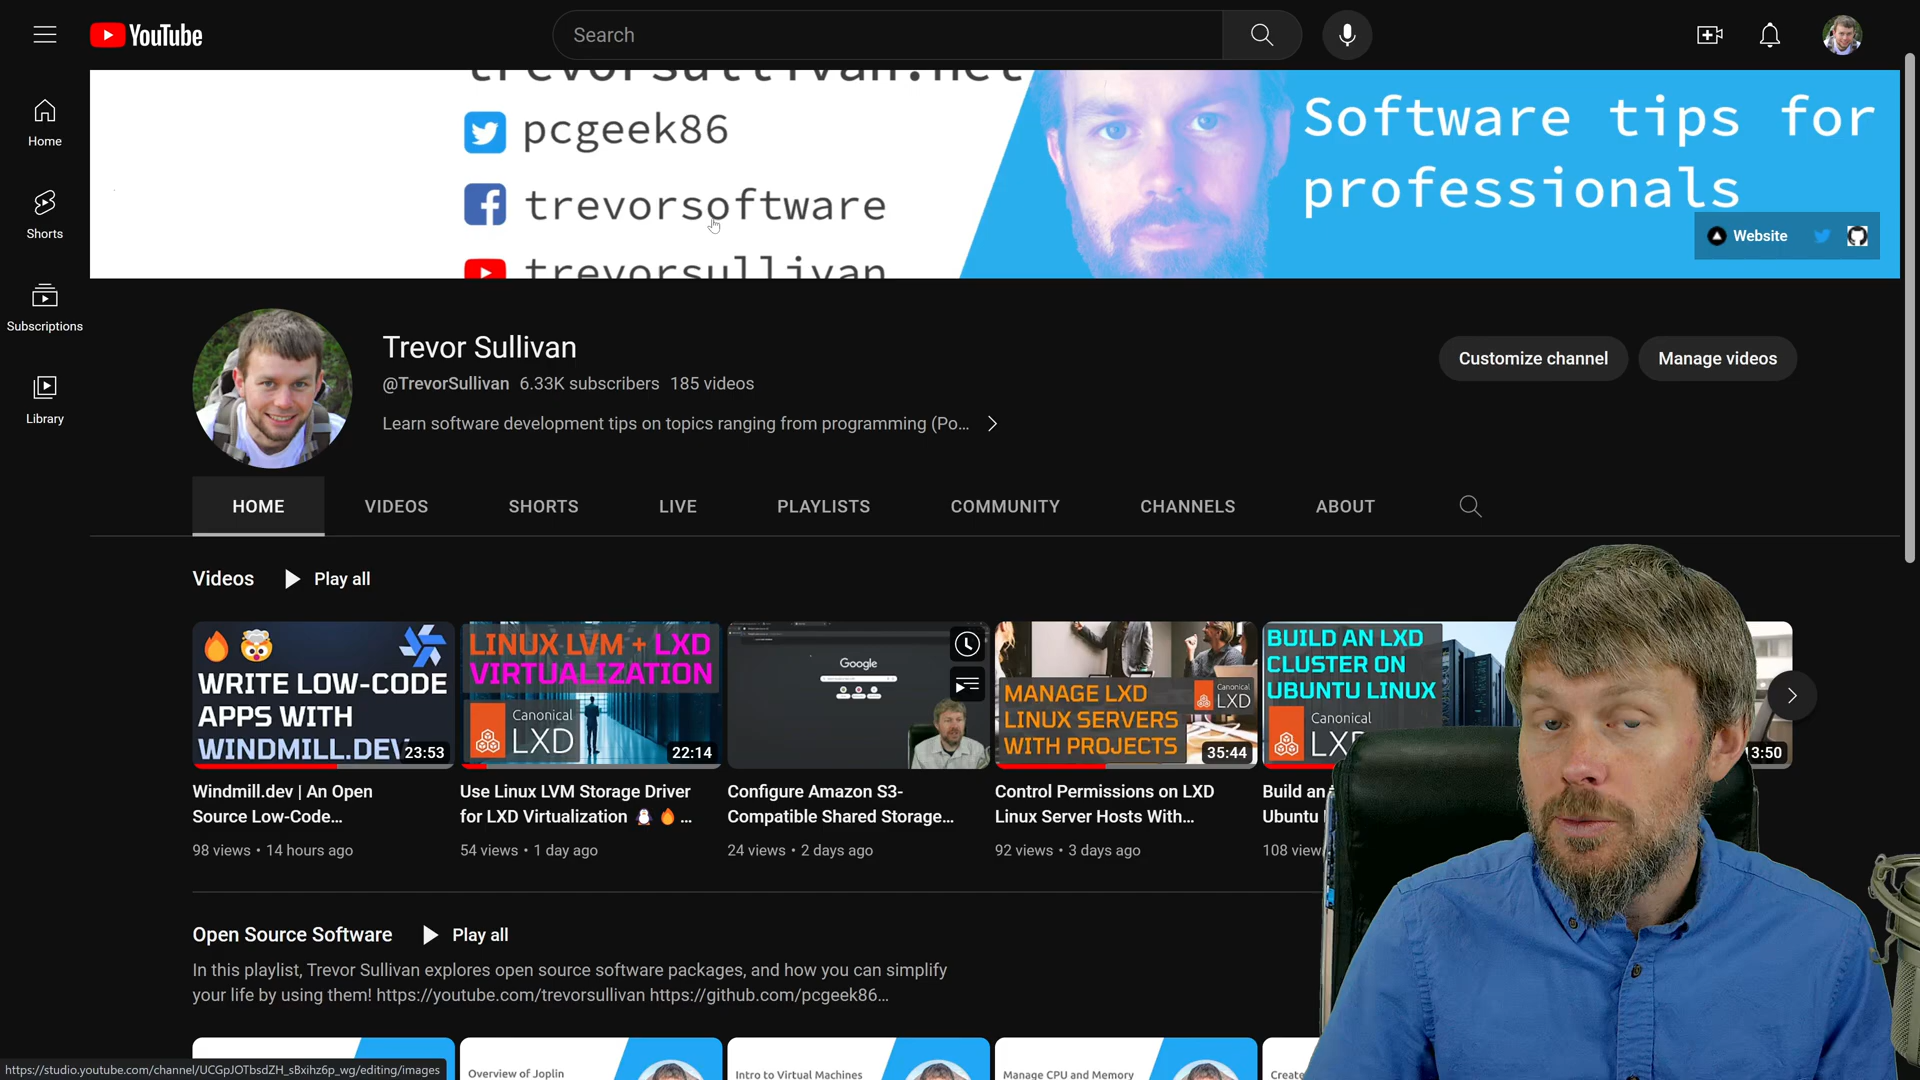 YouTube
Search
Home
Shorts
Subscriptions
Library
trevorsullivan.net
pcgeek86
trevorsoftware
trevorsullivan
Software tips for
professionals
Website
Trevor Sullivan
@TrevorSullivan 6.33K subscribers 185 videos
Learn software development tips on topics ranging from programming (Po...
Customize channel
Manage videos
HOME
VIDEOS
SHORTS
LIVE
PLAYLISTS
COMMUNITY
CHANNELS
ABOUT
Videos
Play all
WRITE LOW-CODE
APPS WITH
WINDMILL.DEV
23:53
Windmill.dev | An Open
Source Low-Code...
98 views • 14 hours ago
LINUX LVM + LXD
VIRTUALIZATION
Canonical
LXD
22:14
Use Linux LVM Storage Driver
for LXD Virtualization 🐧 🔥 ...
54 views • 1 day ago
Google
Configure Amazon S3-
Compatible Shared Storage...
24 views • 2 days ago
MANAGE LXD
LINUX SERVERS
WITH PROJECTS
Canonical
LXD
35:44
Control Permissions on LXD
Linux Server Hosts With...
92 views • 3 days ago
BUILD AN LXD
CLUSTER ON
UBUNTU LINUX
Canonical
Build an
Ubuntu
108 view
13:50
Open Source Software
Play all
In this playlist, Trevor Sullivan explores open source software packages, and how you can simplify
your life by using them! https://youtube.com/trevorsullivan https://github.com/pcgeek86...
Overview of Joplin
Intro to Virtual Machines
Manage CPU and Memory
Create
https://studio.youtube.com/channel/UCGpJOTbsdZH_sBxihz6p_wg/editing/images